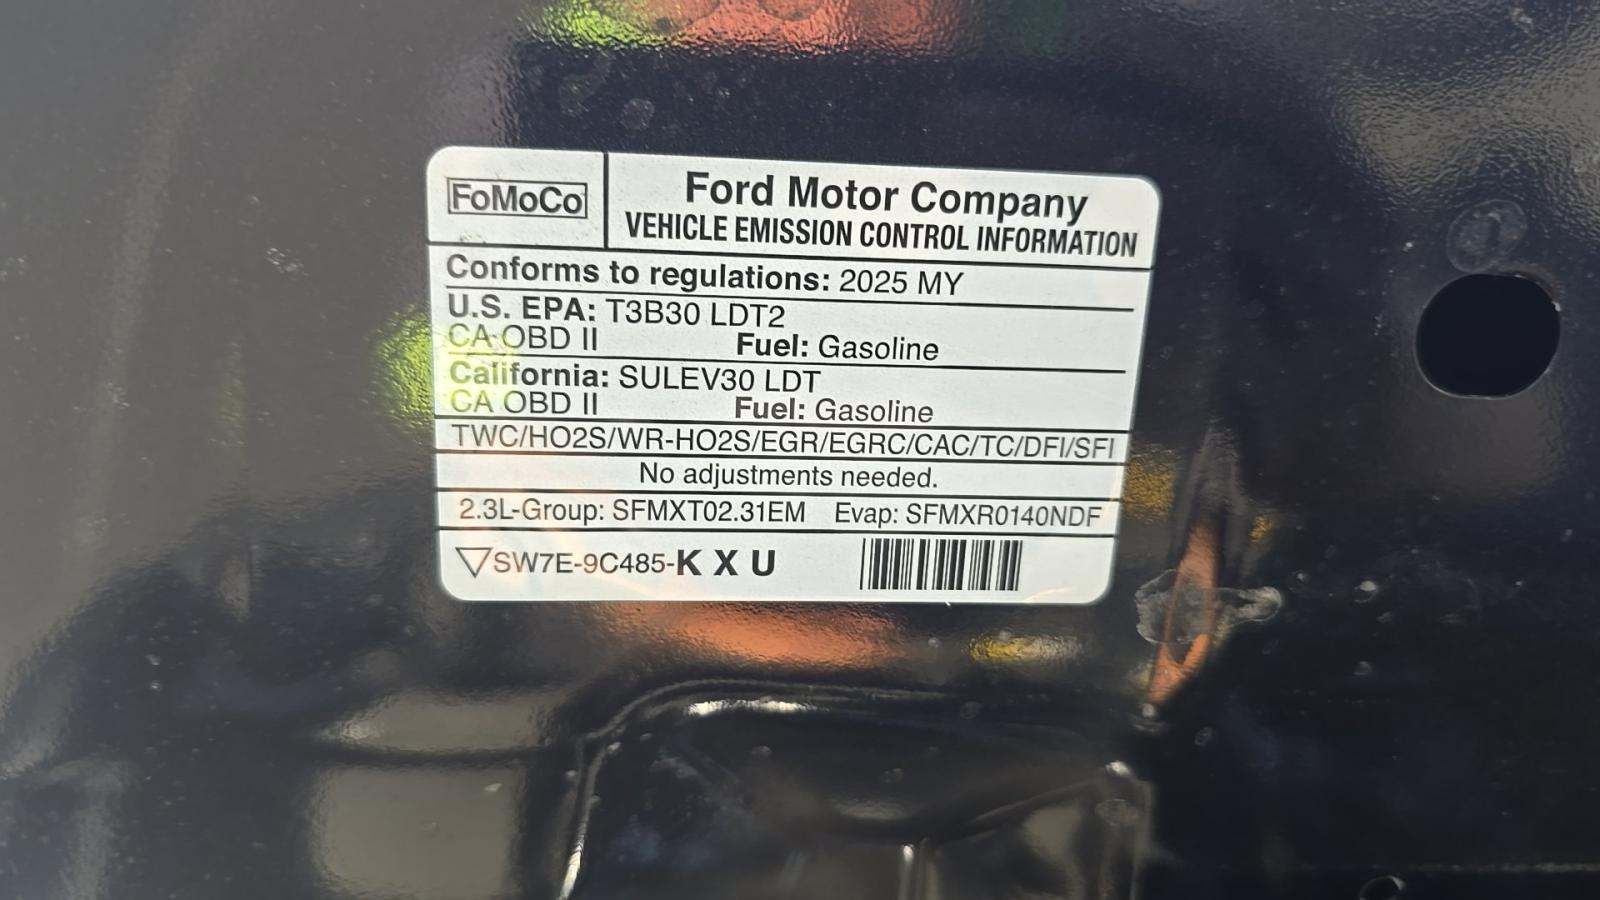 FoMoCo
Ford Motor Company
VEHICLE EMISSION CONTROL INFORMATION
Conforms to regulations: 2025 MY
U.S. EPA: T3B30 LDT2
CA OBD II Fuel: Gasoline
California: SULEV30 LDT
CA OBD II Fuel: Gasoline
TWC/HO2S/WR-HO2S/EGR/EGRC/CAC/TC/DFI/SFI
No adjustments needed.
2.3L-Group: SFMXT02.31EM Evap: SFMXR0140NDF
SW7E-9C485-K X U